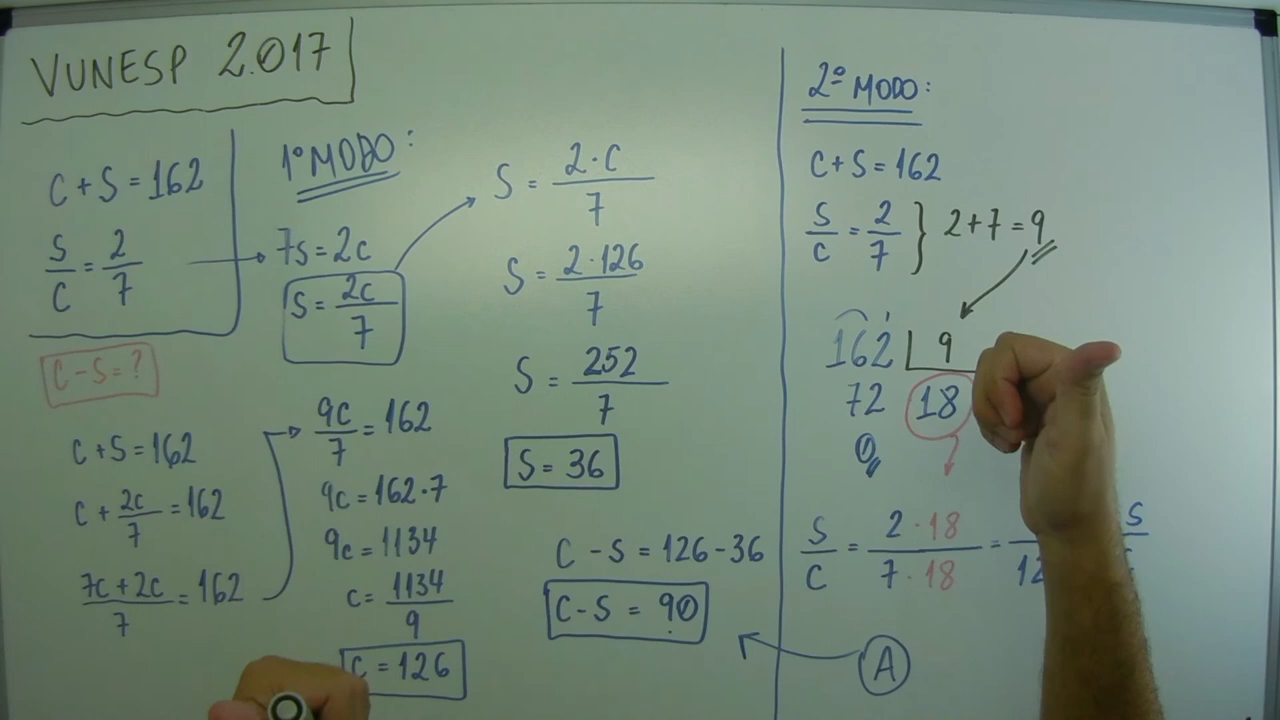 VUNESP 2.017
C + S = 162
S/C = 2/7
C - S = ?
C + S = 162
C + 2C/7 = 162
7C + 2C/7 = 162
1º MODO:
7S = 2C
S = 2C/7
9C/7 = 162
9C = 162·7
9C = 1134
C = 1134/9
C = 126
S = 2·C/7
S = 2·126/7
S = 252/7
S = 36
C - S = 126 - 36
C - S = 90
A
2º MODO:
C + S = 162
S/C = 2/7 } 2 + 7 = 9
162 | 9
72 18
0
S/C = 2·18/7·18 =